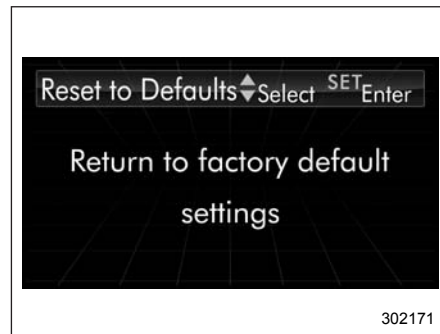 Reset to Defaults Select SET Enter
Return to factory default
settings
302171